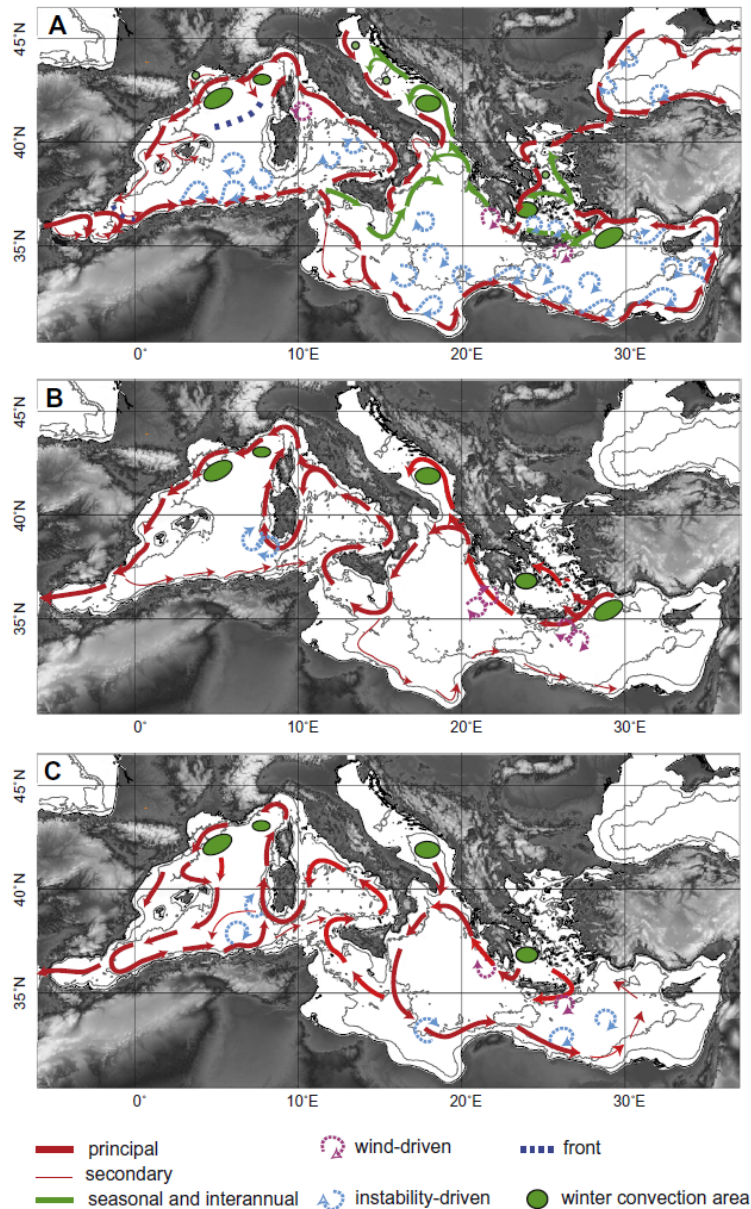 A
45°N
40°N
35°N
0° 10°E 20°E 30°E
B
45°N
40°N
35°N
0° 10°E 20°E 30°E
C
45°N
40°N
35°N
0° 10°E 20°E 30°E
principal wind-driven front
secondary
seasonal and interannual instability-driven winter convection area